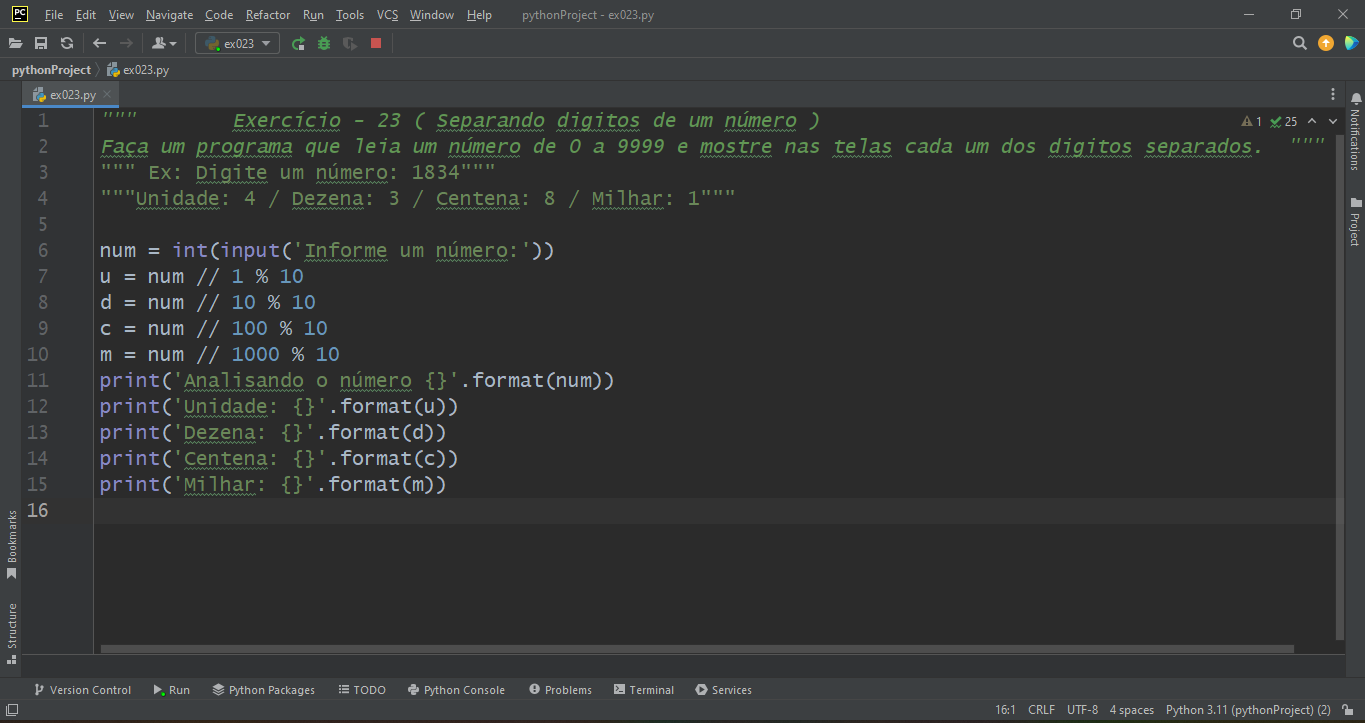 PC File Edit View Navigate Code Refactor Run Tools VCS Window Help pythonProject - ex023.py
ex023
pythonProject ex023.py
ex023.py
1 """ Exercício - 23 ( Separando digitos de um número ) 1 25
2 Faça um programa que leia um número de O a 9999 e mostre nas telas cada um dos digitos separados. """
3 """ Ex: Digite um número: 1834"""
4 """Unidade: 4 / Dezena: 3 / Centena: 8 / Milhar: 1"""
5
6 num = int(input('Informe um número:'))
7 u = num // 1 % 10
8 d = num // 10 % 10
9 c = num // 100 % 10
10 m = num // 1000 % 10
11 print('Analisando o número {}'.format(num))
12 print('Unidade: {}'.format(u))
13 print('Dezena: {}'.format(d))
14 print('Centena: {}'.format(c))
15 print('Milhar: {}'.format(m))
16
Notifications
Project
Bookmarks
Structure
Version Control Run Python Packages TODO Python Console Problems Terminal Services
16:1 CRLF UTF-8 4 spaces Python 3.11 (pythonProject) (2)